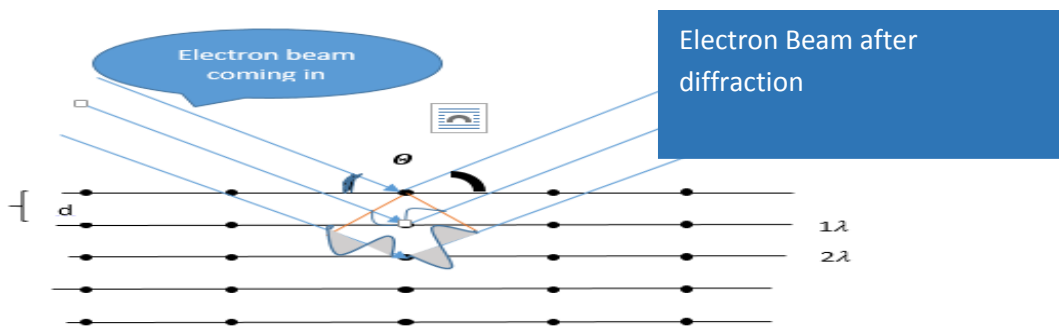 Electron beam
coming in
Electron Beam after
diffraction
Θ
d
1λ
2λ